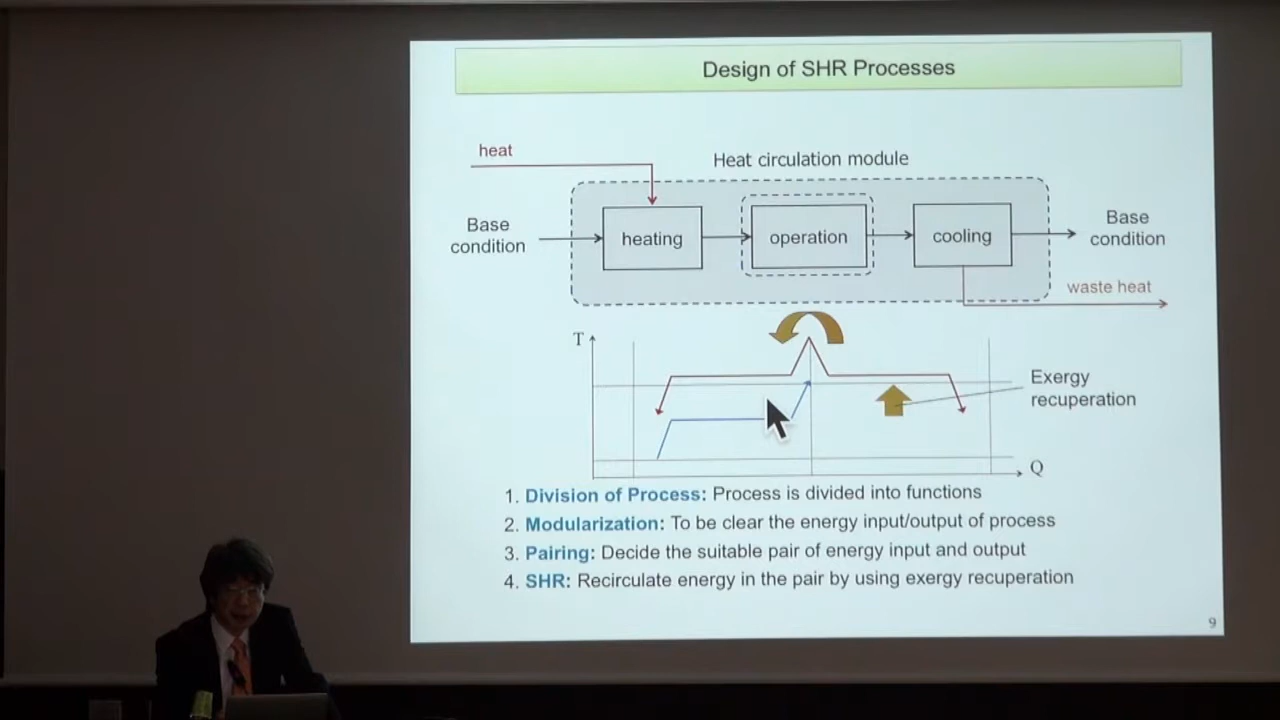 Design of SHR Processes
heat
Heat circulation module
Base
condition
heating
operation
cooling
Base
condition
waste heat
T
Exergy
recuperation
Q
1. Division of Process: Process is divided into functions
2. Modularization: To be clear the energy input/output of process
3. Pairing: Decide the suitable pair of energy input and output
4. SHR: Recirculate energy in the pair by using exergy recuperation
9